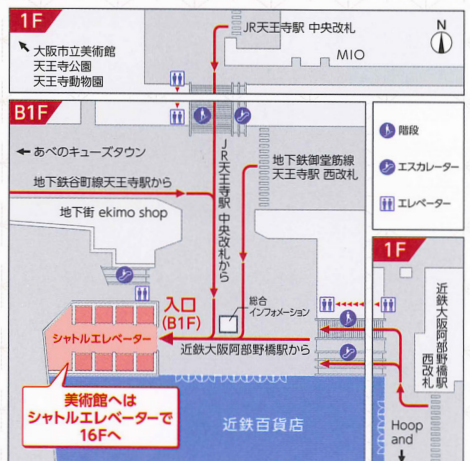 1F
JR天王寺駅 中央改札
N
大阪市立美術館
天王寺公園
天王寺動物園
MIO
B1F
あべのキューズタウン
地下鉄御堂筋線
天王寺駅 西改札
地下鉄谷町線天王寺駅から
JR天王寺駅 中央改札から
地下街 ekimo shop
階段
エスカレーター
エレベーター
1F
入口
(B1F)
総合
インフォメーション
シャトルエレベーター
近鉄大阪阿部野橋駅から
近鉄大阪阿部野橋駅
西改札
美術館へは
シャトルエレベーターで
16Fへ
近鉄百貨店
Hoop
and